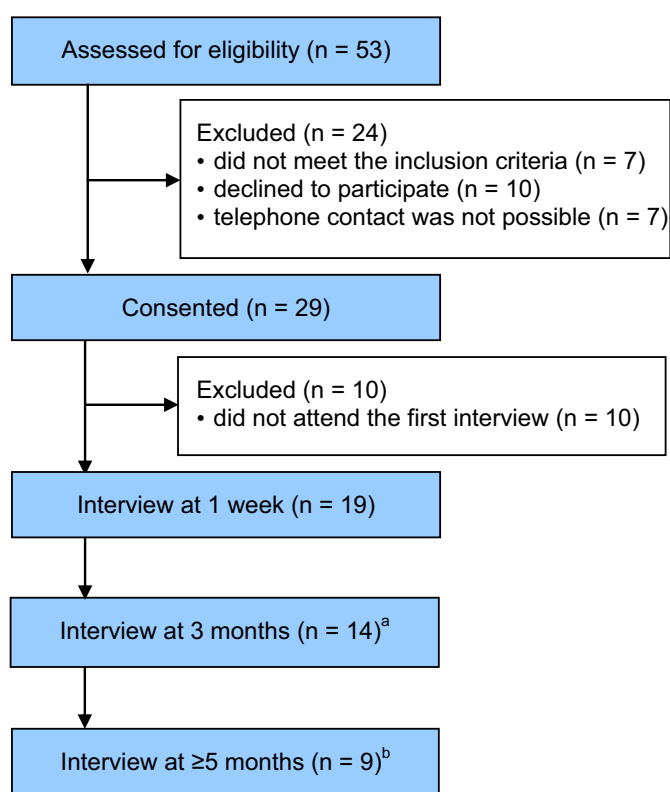 Assessed for eligibility (n = 53)
Excluded (n = 24)
• did not meet the inclusion criteria (n = 7)
• declined to participate (n = 10)
• telephone contact was not possible (n = 7)
Consented (n = 29)
Excluded (n = 10)
• did not attend the first interview (n = 10)
Interview at 1 week (n = 19)
Interview at 3 months (n = 14)ᵃ
Interview at ≥5 months (n = 9)ᵇ